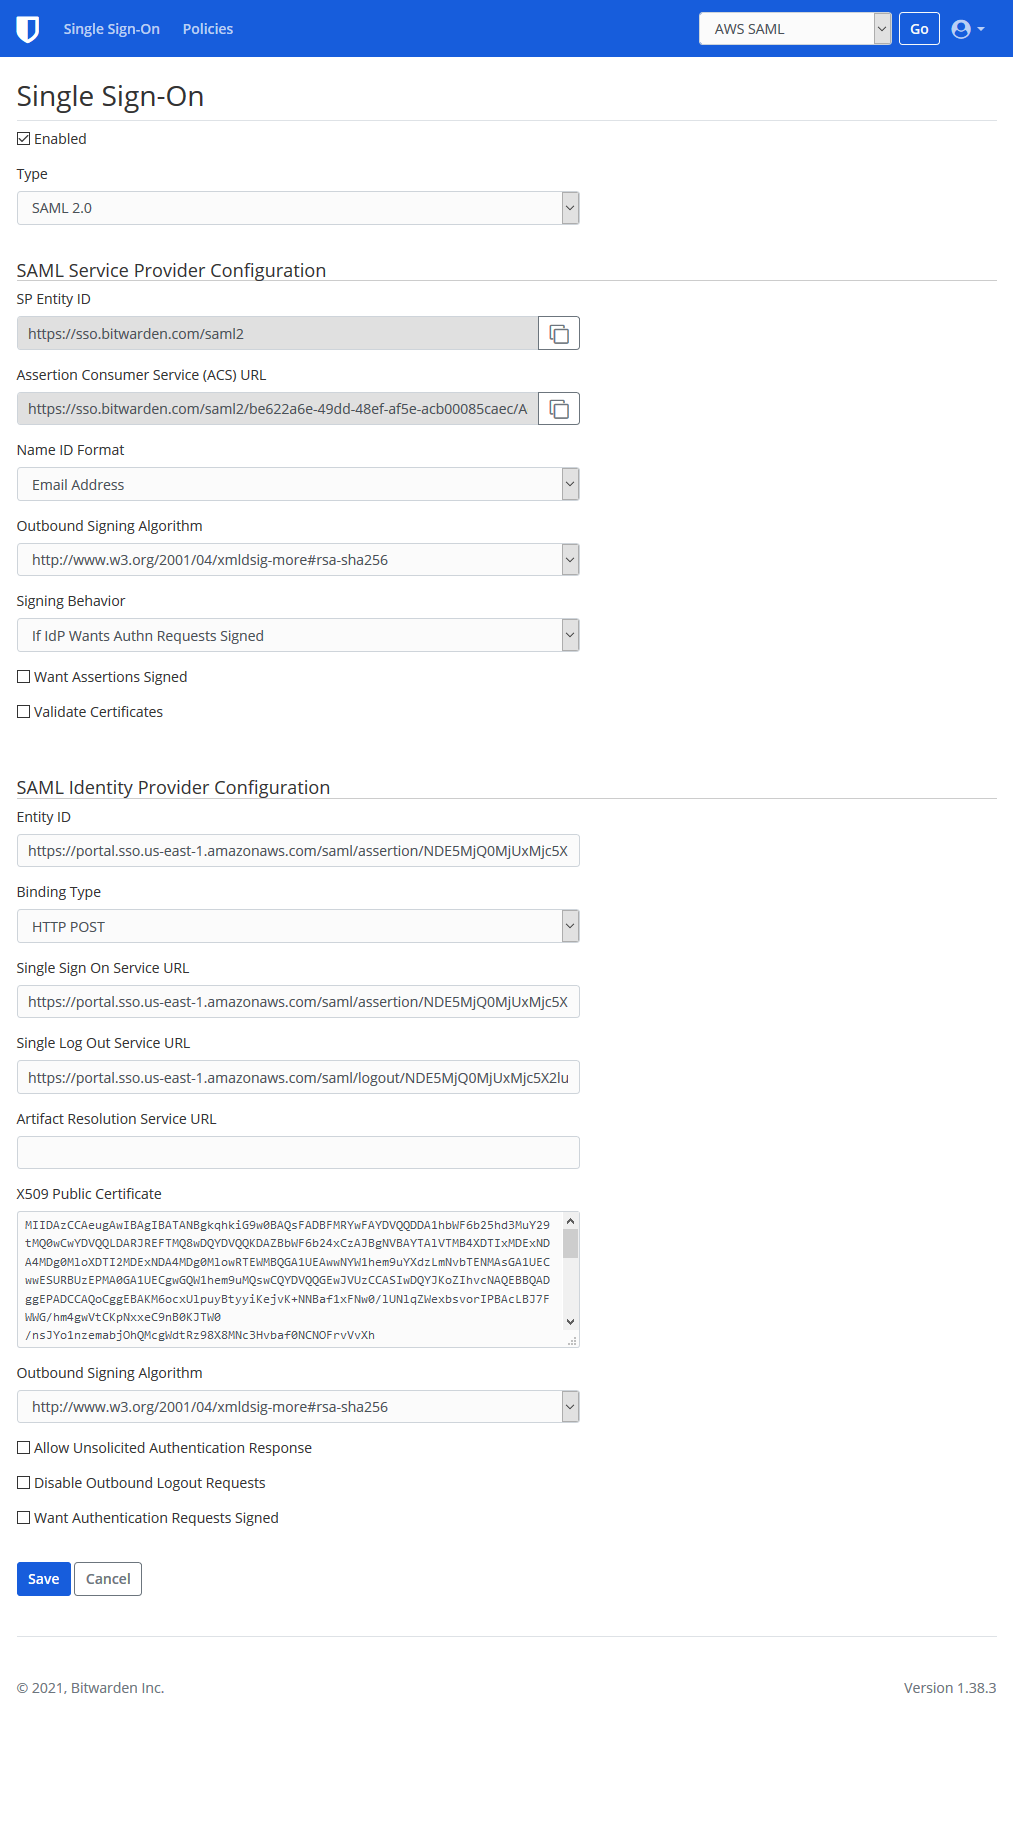 Single Sign-On Policies AWS SAML Go
Single Sign-On
Enabled
Type
SAML 2.0
SAML Service Provider Configuration
SP Entity ID
https://sso.bitwarden.com/saml2
Assertion Consumer Service (ACS) URL
https://sso.bitwarden.com/saml2/be622a6e-49dd-48ef-af5e-acb00085caec/A
Name ID Format
Email Address
Outbound Signing Algorithm
http://www.w3.org/2001/04/xmldsig-more#rsa-sha256
Signing Behavior
If IdP Wants Authn Requests Signed
Want Assertions Signed
Validate Certificates
SAML Identity Provider Configuration
Entity ID
https://portal.sso.us-east-1.amazonaws.com/saml/assertion/NDE5MjQ0MjUxMjc5X
Binding Type
HTTP POST
Single Sign On Service URL
https://portal.sso.us-east-1.amazonaws.com/saml/assertion/NDE5MjQ0MjUxMjc5X
Single Log Out Service URL
https://portal.sso.us-east-1.amazonaws.com/saml/logout/NDE5MjQ0MjUxMjc5X2lu
Artifact Resolution Service URL
X509 Public Certificate
MIIDAzCCAeugAwIBAgIBATANBgkqhkiG9w0BAQsFADBFMRYwFAYDVQQDDA1hbWF6b25hd3MuY29
tMQ0wCwYDVQQLDARJREFTMQ8wDQYDVQQKDAZBbWF6b24xCzAJBgNVBAYTAlVTMB4XDTIxMDExND
A4MDg0MloXDTI2MDExNDA4MDg0MlowRTEWMBQGA1UEAwwNYW1hem9uYXdzLmNvbTENMAsGA1UEC
wwESURBUzEPMA0GA1UECgwGQW1hem9uMQswCQYDVQQGEwJVUzCCASIwDQYJKoZIhvcNAQEBBQAD
ggEPADCCAQoCggEBAKM6ocxUlpuyBtyyiKejvK+NNBaf1xFNw0/lUNlqZWexbsvorIPBAcLBJ7F
WWG/hm4gwVtCKpNxxeC9nB0KJTW0
/nsJYo1nzemabjOhQMcgWdtRz98X8MNc3Hvbaf0NCNOFrvVvXh
Outbound Signing Algorithm
http://www.w3.org/2001/04/xmldsig-more#rsa-sha256
Allow Unsolicited Authentication Response
Disable Outbound Logout Requests
Want Authentication Requests Signed
Save Cancel
© 2021, Bitwarden Inc. Version 1.38.3